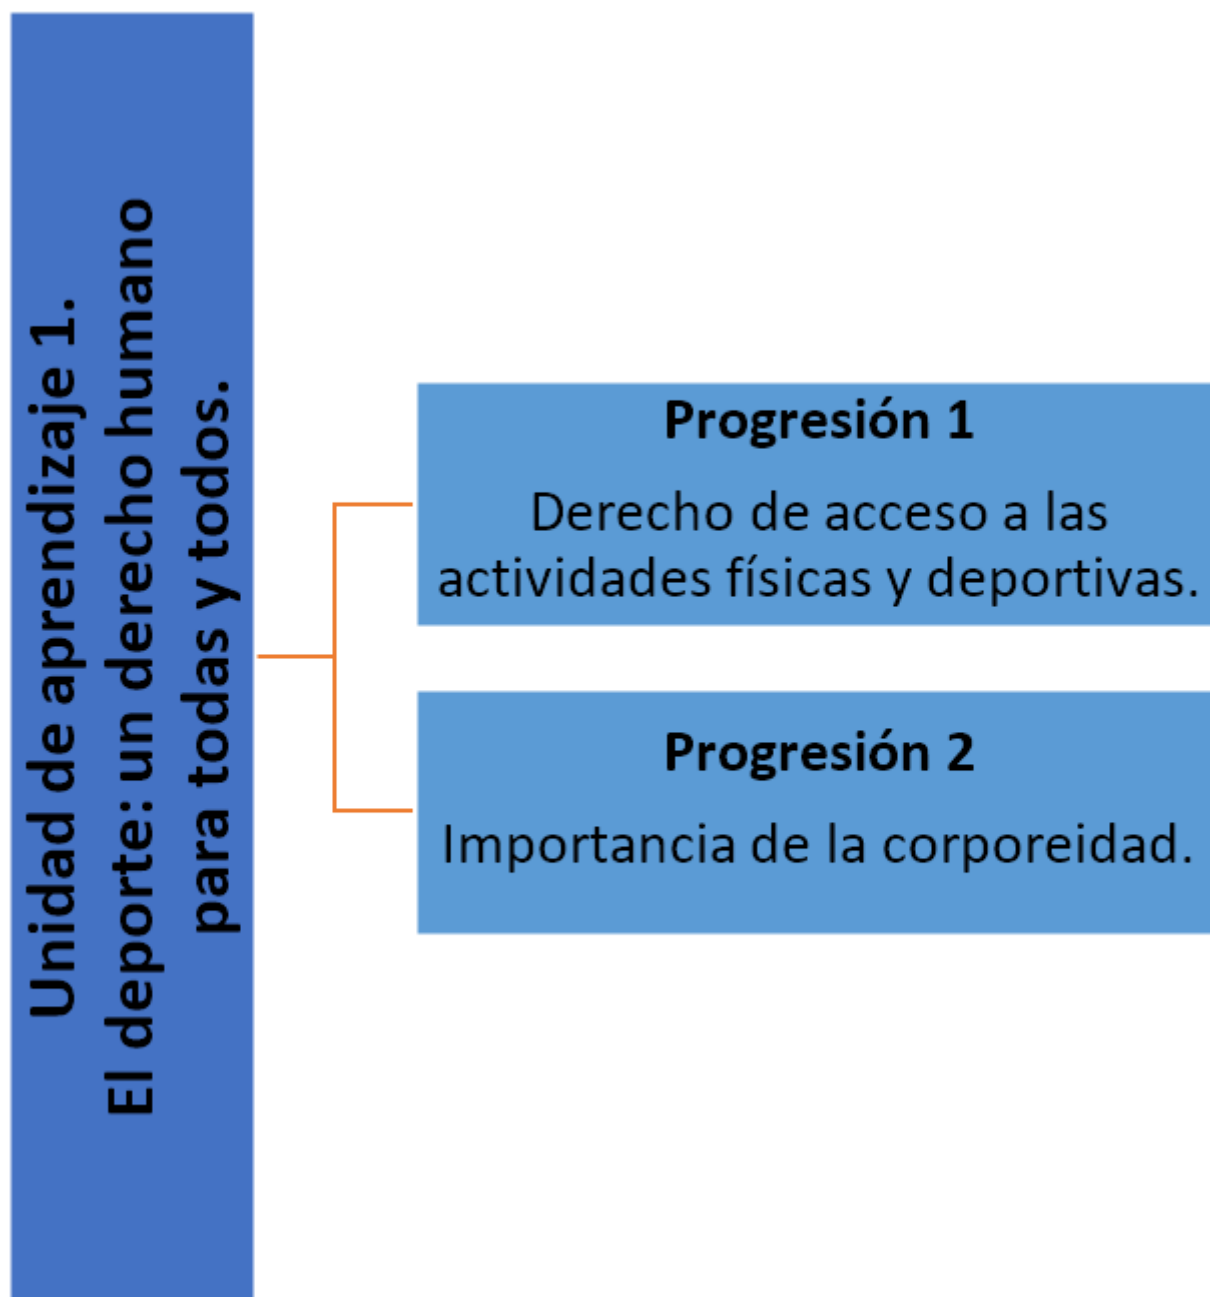 Unidad de aprendizaje 1.
El deporte: un derecho humano
para todas y todos.
Progresión 1
Derecho de acceso a las
actividades físicas y deportivas.
Progresión 2
Importancia de la corporeidad.